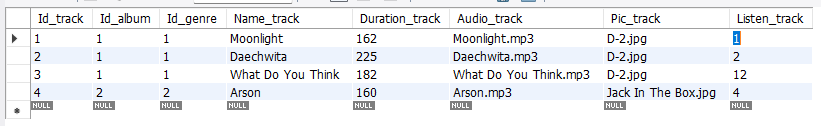 Id_track Id_album Id_genre Name_track Duration_track Audio_track Pic_track Listen_track
1 1 1 Moonlight 162 Moonlight.mp3 D-2.jpg 1
2 1 1 Daechwita 225 Daechwita.mp3 D-2.jpg 2
3 1 1 What Do You Think 182 What Do You Think.mp3 D-2.jpg 12
4 2 2 Arson 160 Arson.mp3 Jack In The Box.jpg 4
NULL NULL NULL NULL NULL NULL NULL NULL